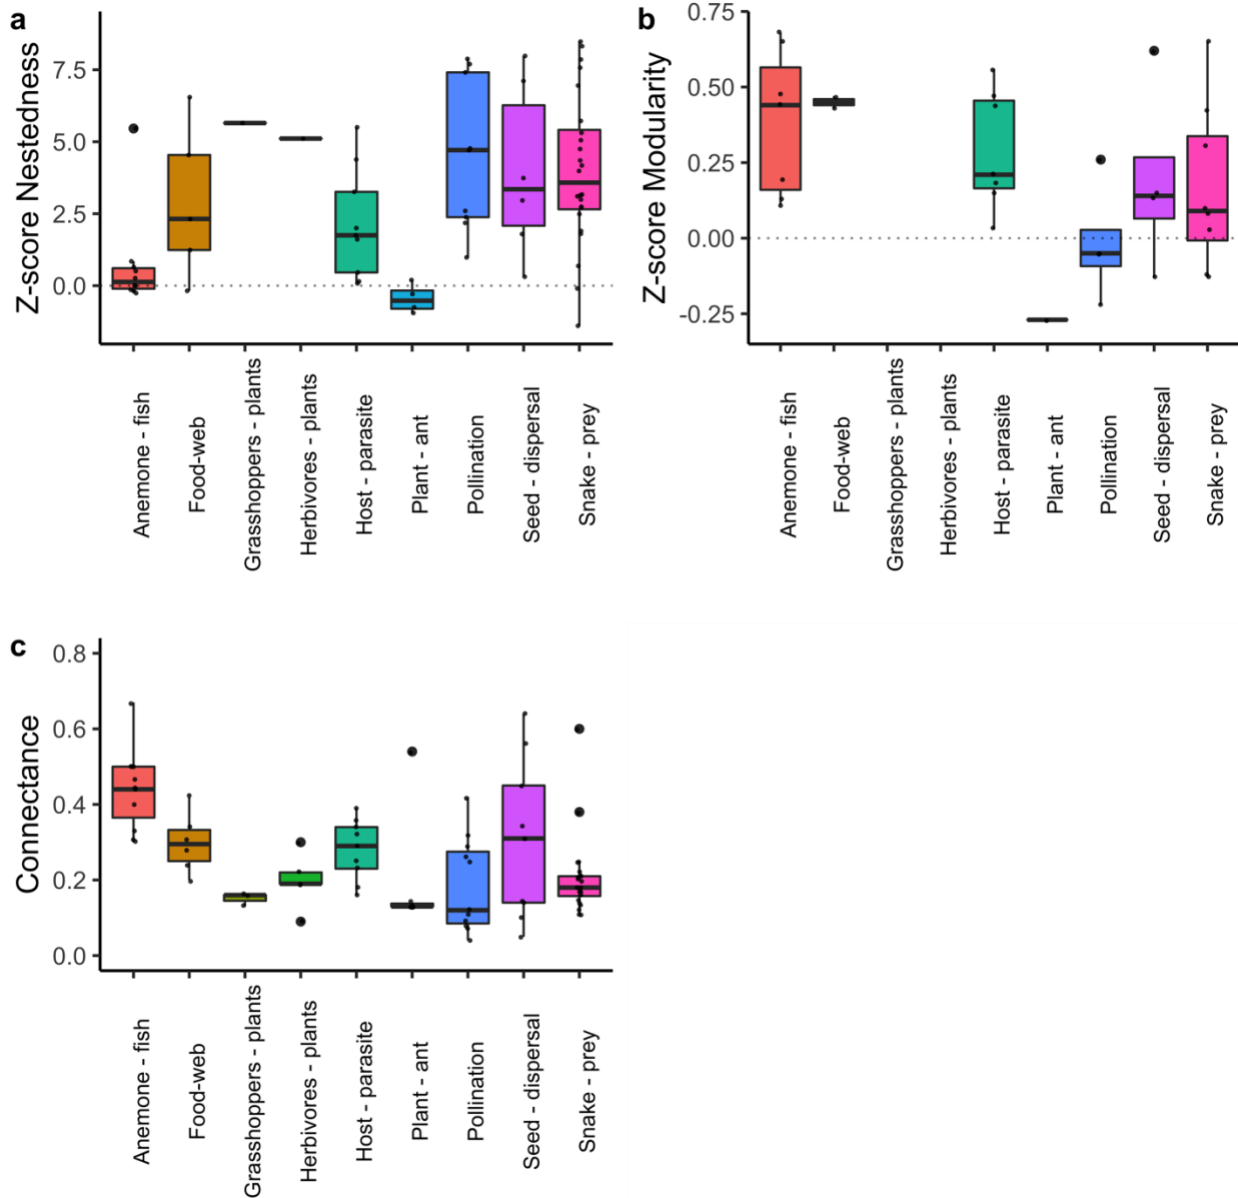 a
Z-score Nestedness
7.5
5.0
2.5
0.0
Anemone - fish
Food-web
Grasshoppers - plants
Herbivores - plants
Host - parasite
Plant - ant
Pollination
Seed - dispersal
Snake - prey
b
Z-score Modularity
0.75
0.50
0.25
0.00
-0.25
Anemone - fish
Food-web
Grasshoppers - plants
Herbivores - plants
Host - parasite
Plant - ant
Pollination
Seed - dispersal
Snake - prey
c
Connectance
0.8
0.6
0.4
0.2
0.0
Anemone - fish
Food-web
Grasshoppers - plants
Herbivores - plants
Host - parasite
Plant - ant
Pollination
Seed - dispersal
Snake - prey